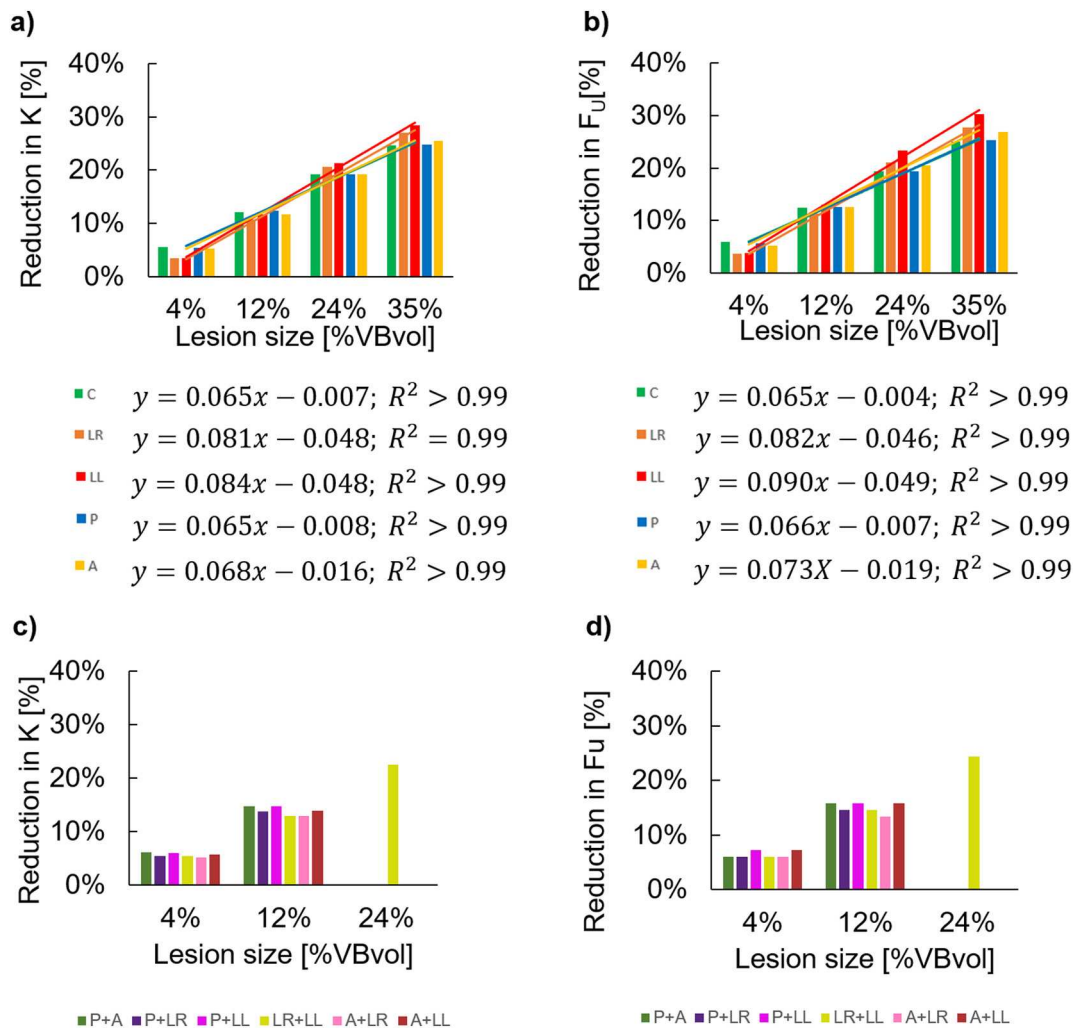 a)
Reduction in K [%]
40%
30%
20%
10%
0%
4% 12% 24% 35%
Lesion size [%VBvol]
C y = 0.065x − 0.007; R² > 0.99
LR y = 0.081x − 0.048; R² = 0.99
LL y = 0.084x − 0.048; R² > 0.99
P y = 0.065x − 0.008; R² > 0.99
A y = 0.068x − 0.016; R² > 0.99
b)
Reduction in FU[%]
40%
30%
20%
10%
0%
4% 12% 24% 35%
Lesion size [%VBvol]
C y = 0.065x − 0.004; R² > 0.99
LR y = 0.082x − 0.046; R² > 0.99
LL y = 0.090x − 0.049; R² > 0.99
P y = 0.066x − 0.007; R² > 0.99
A y = 0.073X − 0.019; R² > 0.99
c)
Reduction in K [%]
40%
30%
20%
10%
0%
4% 12% 24%
Lesion size [%VBvol]
P+A P+LR P+LL LR+LL A+LR A+LL
d)
Reduction in Fu [%]
40%
30%
20%
10%
0%
4% 12% 24%
Lesion size [%VBvol]
P+A P+LR P+LL LR+LL A+LR A+LL